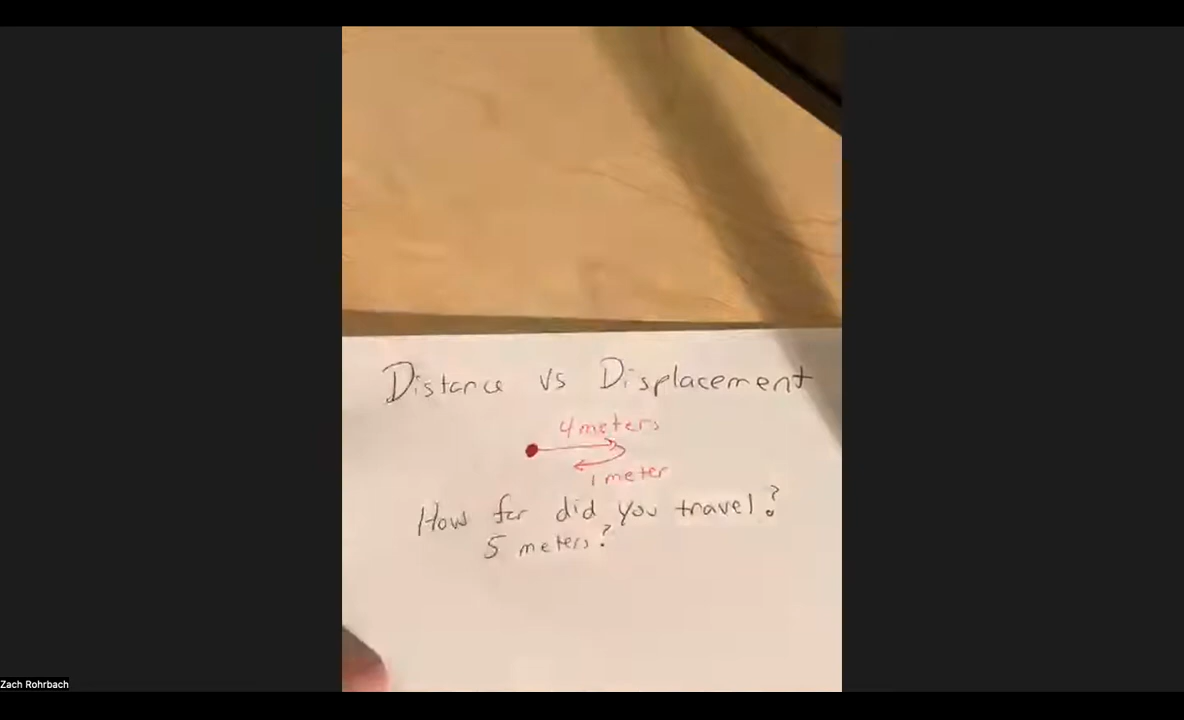 Distance vs Displacement
4 meters
1 meter
How far did you travel?
5 meters?
Zach Rohrbach